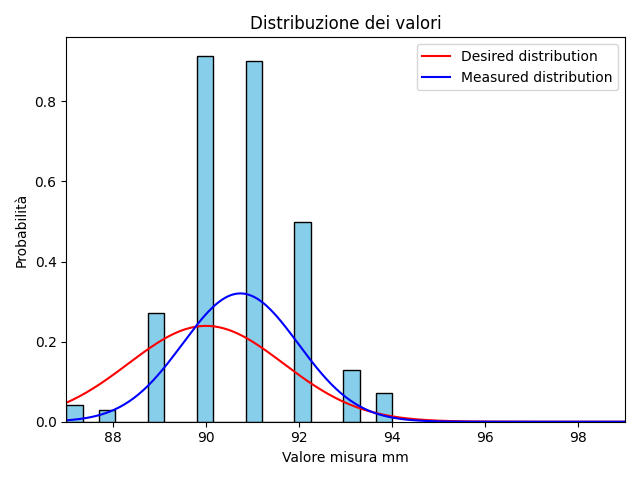 Distribuzione dei valori
Desired distribution
Measured distribution
Probabilità
0.8
0.6
0.4
0.2
0.0
88 90 92 94 96 98
Valore misura mm